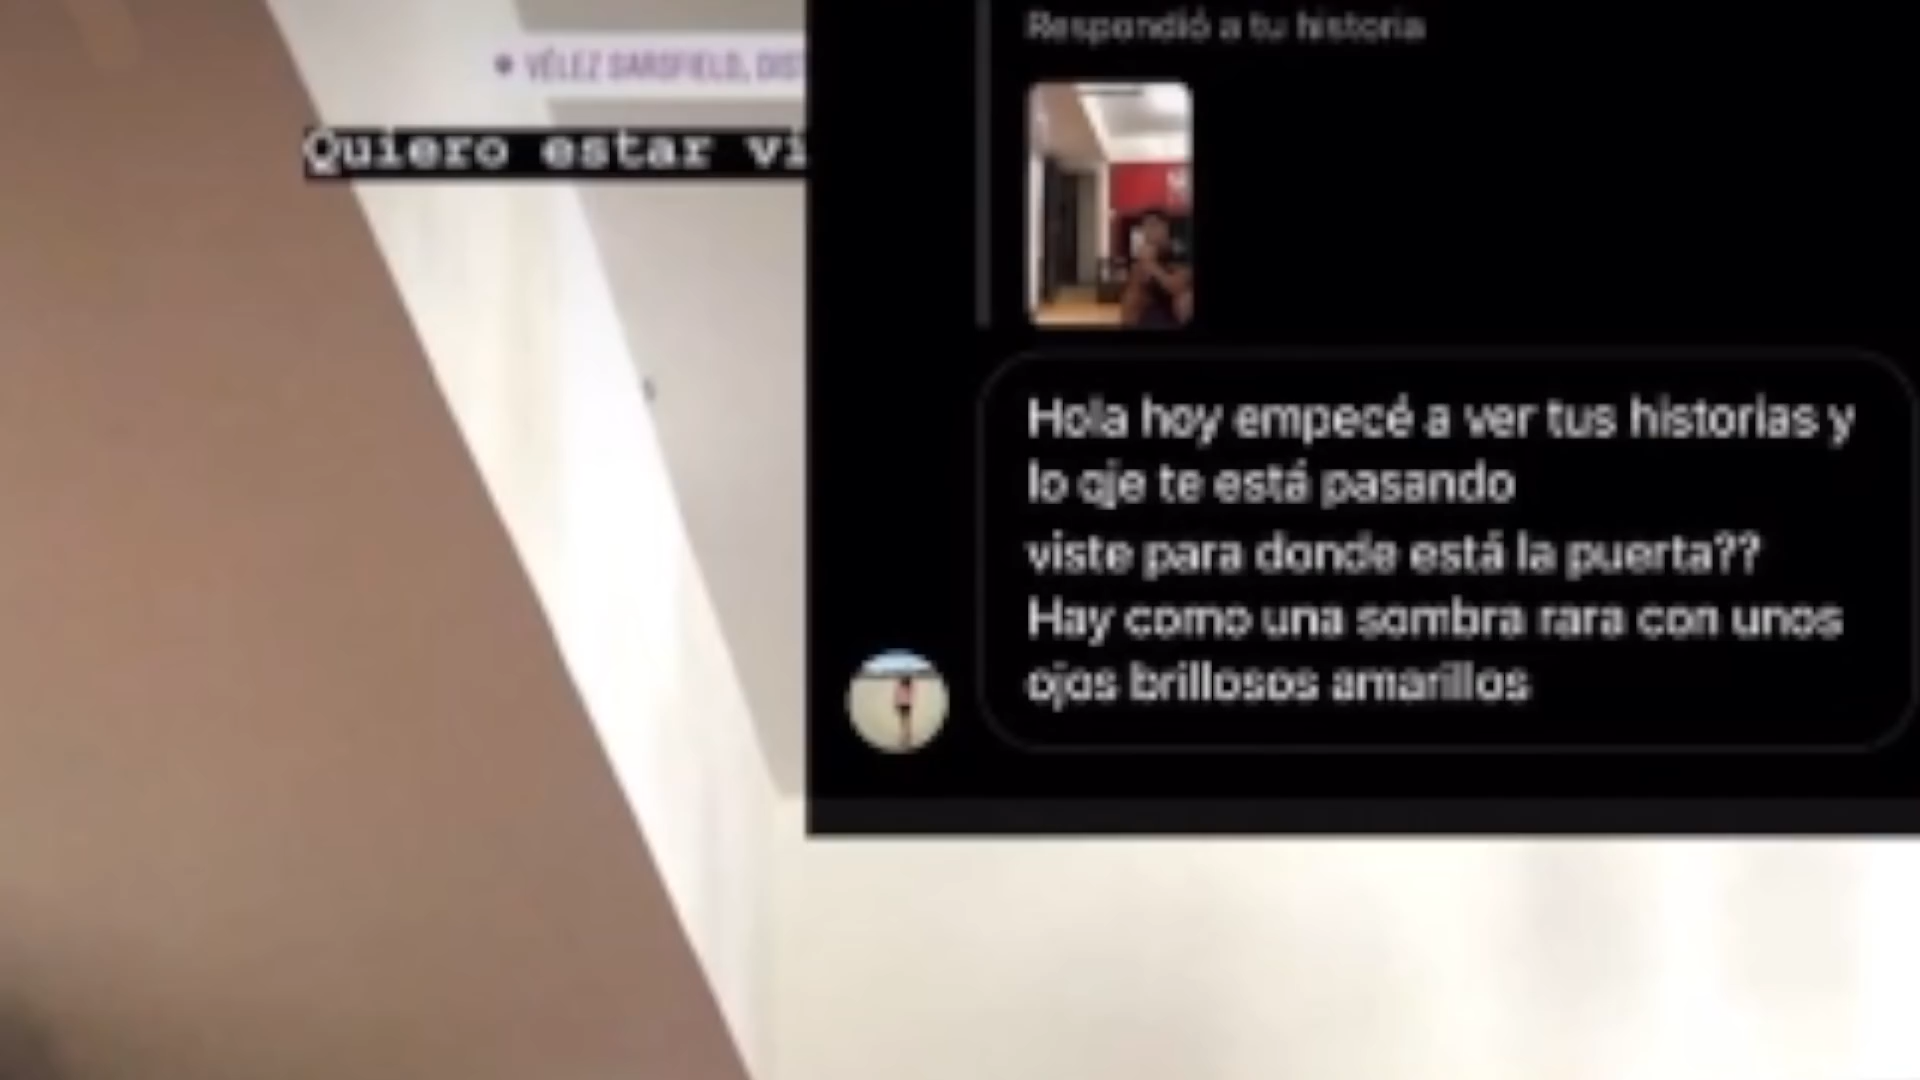 Respondió a tu historia
VÉLEZ SARSFIELD, DIST
Quiero estar vi
Hola hoy empecé a ver tus historias y
lo qje te está pasando
viste para donde está la puerta??
Hay como una sombra rara con unos
ojos brillosos amarillos